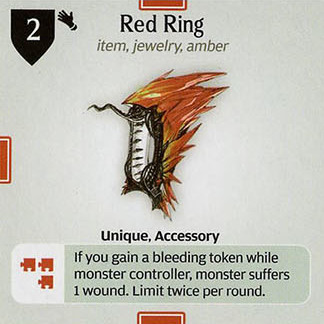 2
Red Ring
item, jewelry, amber
Unique, Accessory
If you gain a bleeding token while
monster controller, monster suffers
1 wound. Limit twice per round.